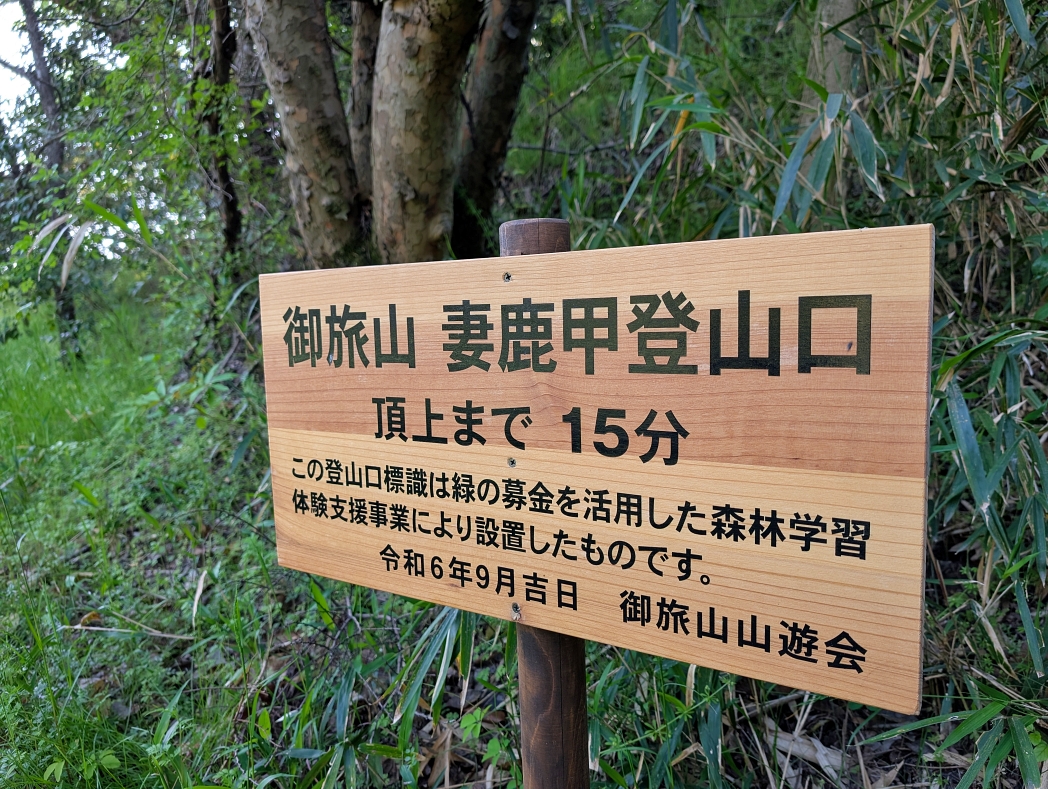 御旅山 妻鹿甲登山口
頂上まで 15分
この登山口標識は緑の募金を活用した森林学習
体験支援事業により設置したものです。
令和6年9月吉日 御旅山山遊会